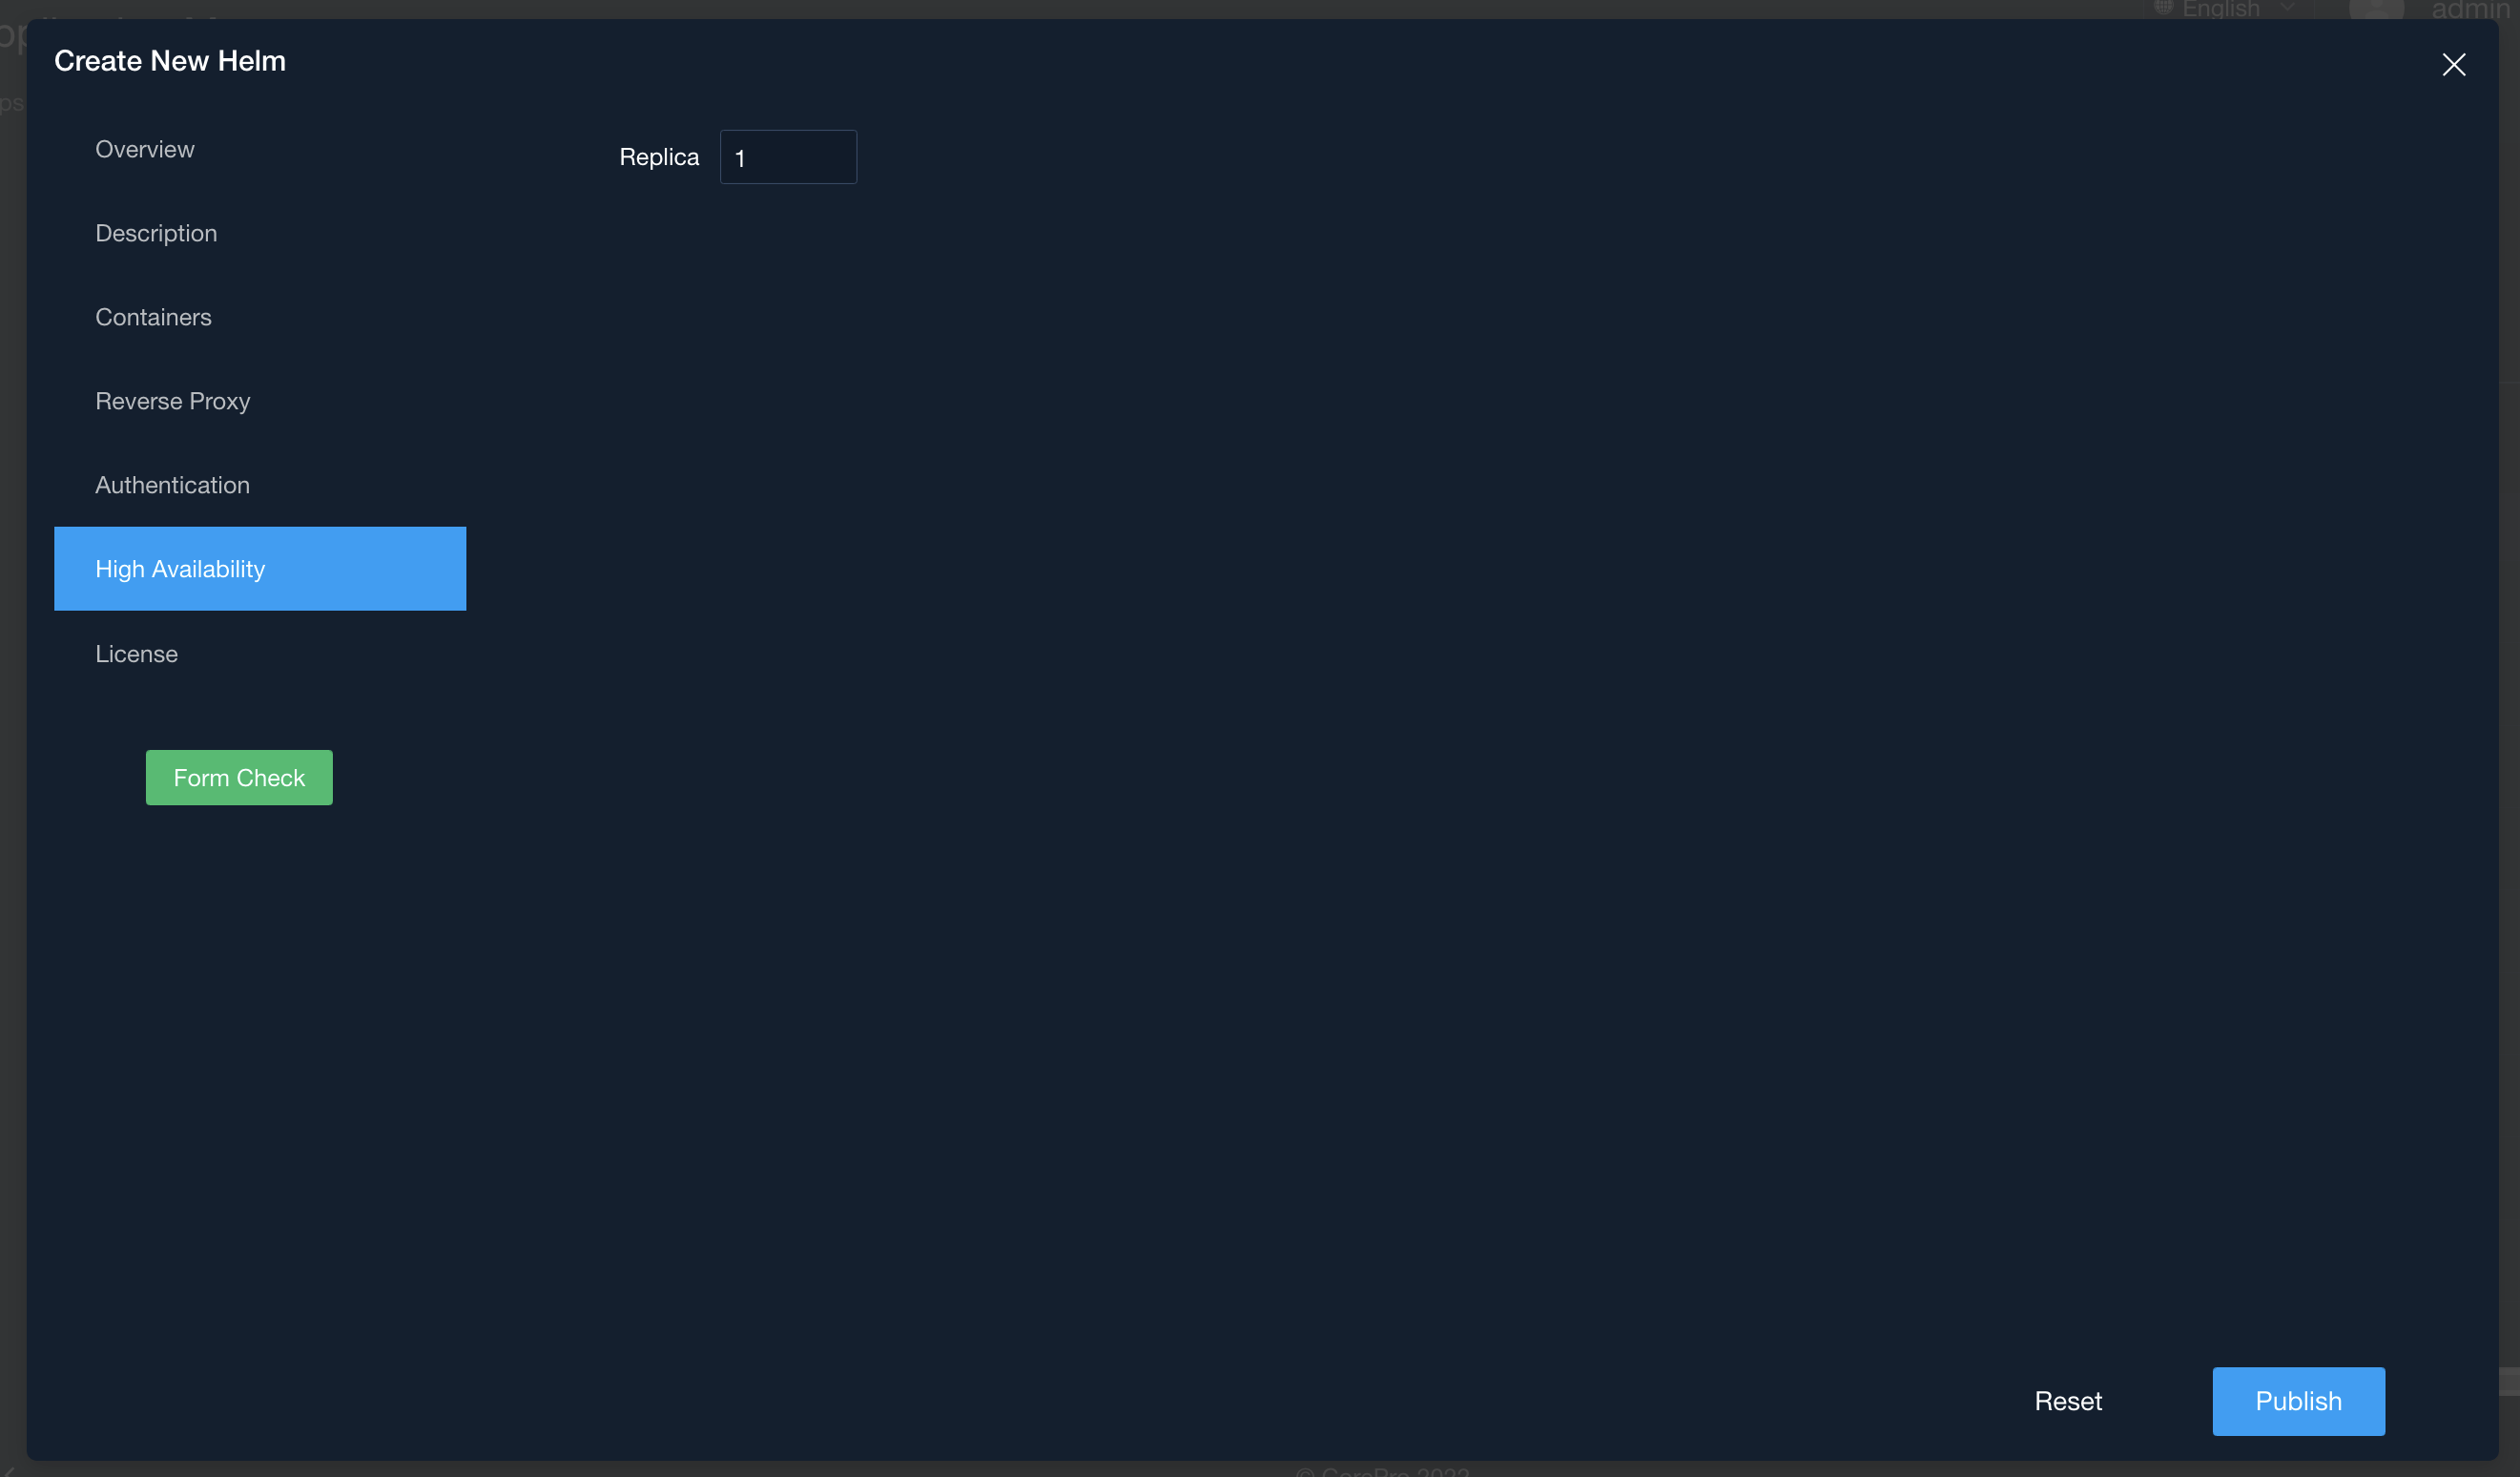 English
admin
Create New Helm
Overview
Replica
1
Description
Containers
Reverse Proxy
Authentication
High Availability
License
Form Check
Reset
Publish